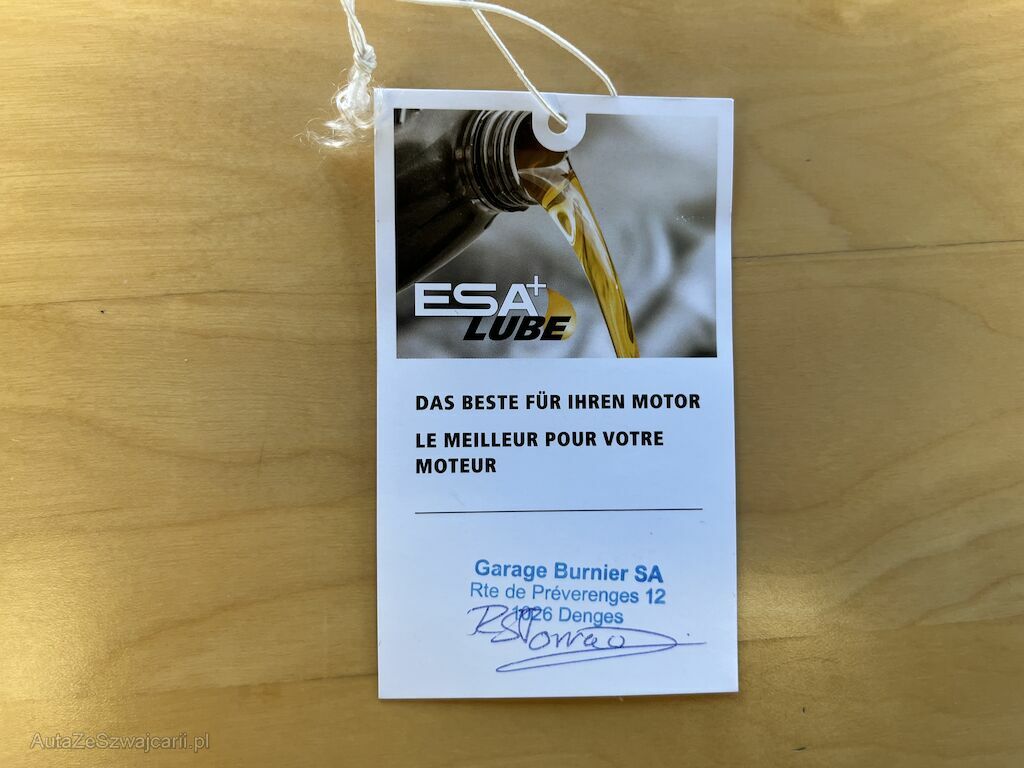 ESA+
LUBE
DAS BESTE FÜR IHREN MOTOR
LE MEILLEUR POUR VOTRE
MOTEUR
Garage Burnier SA
Rte de Préverenges 12
1026 Denges
AutaZeSzwajcarii.pl